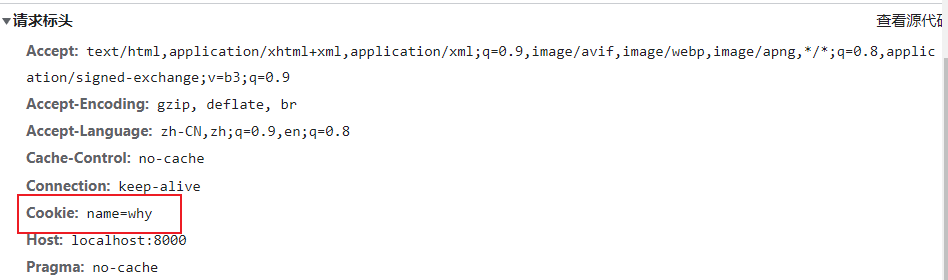 ▼请求标头 查看源代码
Accept: text/html,application/xhtml+xml,application/xml;q=0.9,image/avif,image/webp,image/apng,*/*;q=0.8,applic
ation/signed-exchange;v=b3;q=0.9
Accept-Encoding: gzip, deflate, br
Accept-Language: zh-CN,zh;q=0.9,en;q=0.8
Cache-Control: no-cache
Connection: keep-alive
Cookie: name=why
Host: localhost:8000
Pragma: no-cache